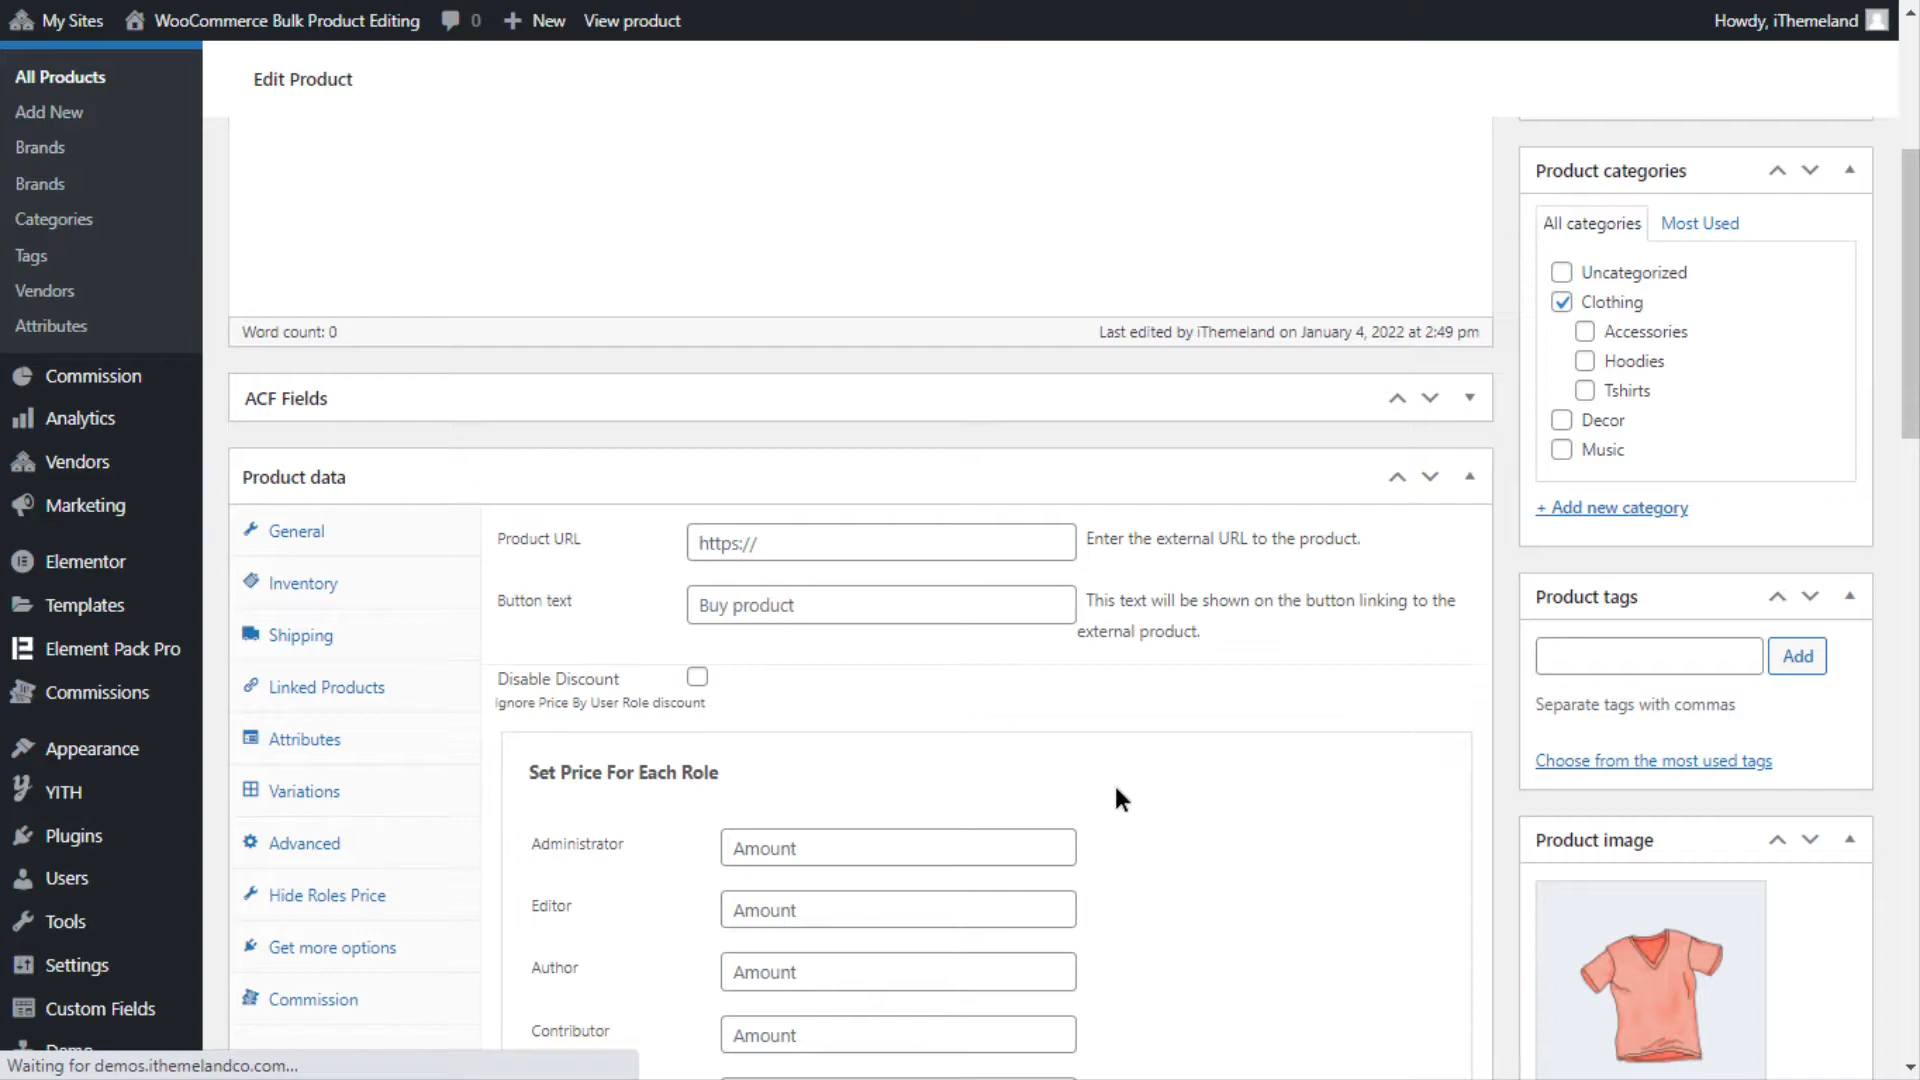 My Sites WooCommerce Bulk Product Editing 0 New View product Howdy, iThemeland
All Products
Add New
Brands
Brands
Categories
Tags
Vendors
Attributes
Commission
Analytics
Vendors
Marketing
Elementor
Templates
Element Pack Pro
Commissions
Appearance
YITH
Plugins
Users
Tools
Settings
Custom Fields
Demo
Waiting for demos.ithemelandco.com...
Edit Product
Word count: 0 Last edited by iThemeland on January 4, 2022 at 2:49 pm
ACF Fields
Product data
General
Inventory
Shipping
Linked Products
Attributes
Variations
Advanced
Hide Roles Price
Get more options
Commission
Product URL https:// Enter the external URL to the product.
Button text Buy product This text will be shown on the button linking to the
external product.
Disable Discount
Ignore Price By User Role discount
Set Price For Each Role
Administrator Amount
Editor Amount
Author Amount
Contributor Amount
Product categories
All categories Most Used
Uncategorized
Clothing
Accessories
Hoodies
Tshirts
Decor
Music
+ Add new category
Product tags
Add
Separate tags with commas
Choose from the most used tags
Product image